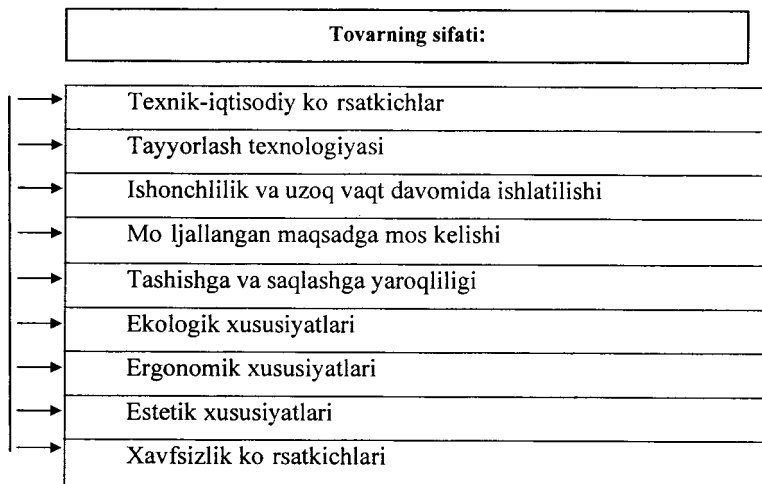 Tovarning sifati:
Texnik-iqtisodiy ko rsatkichlar
Tayyorlash texnologiyasi
Ishonchlilik va uzoq vaqt davomida ishlatilishi
Mo ljallangan maqsadga mos kelishi
Tashishga va saqlashga yaroqliligi
Ekologik xususiyatlari
Ergonomik xususiyatlari
Estetik xususiyatlari
Xavfsizlik ko rsatkichlari